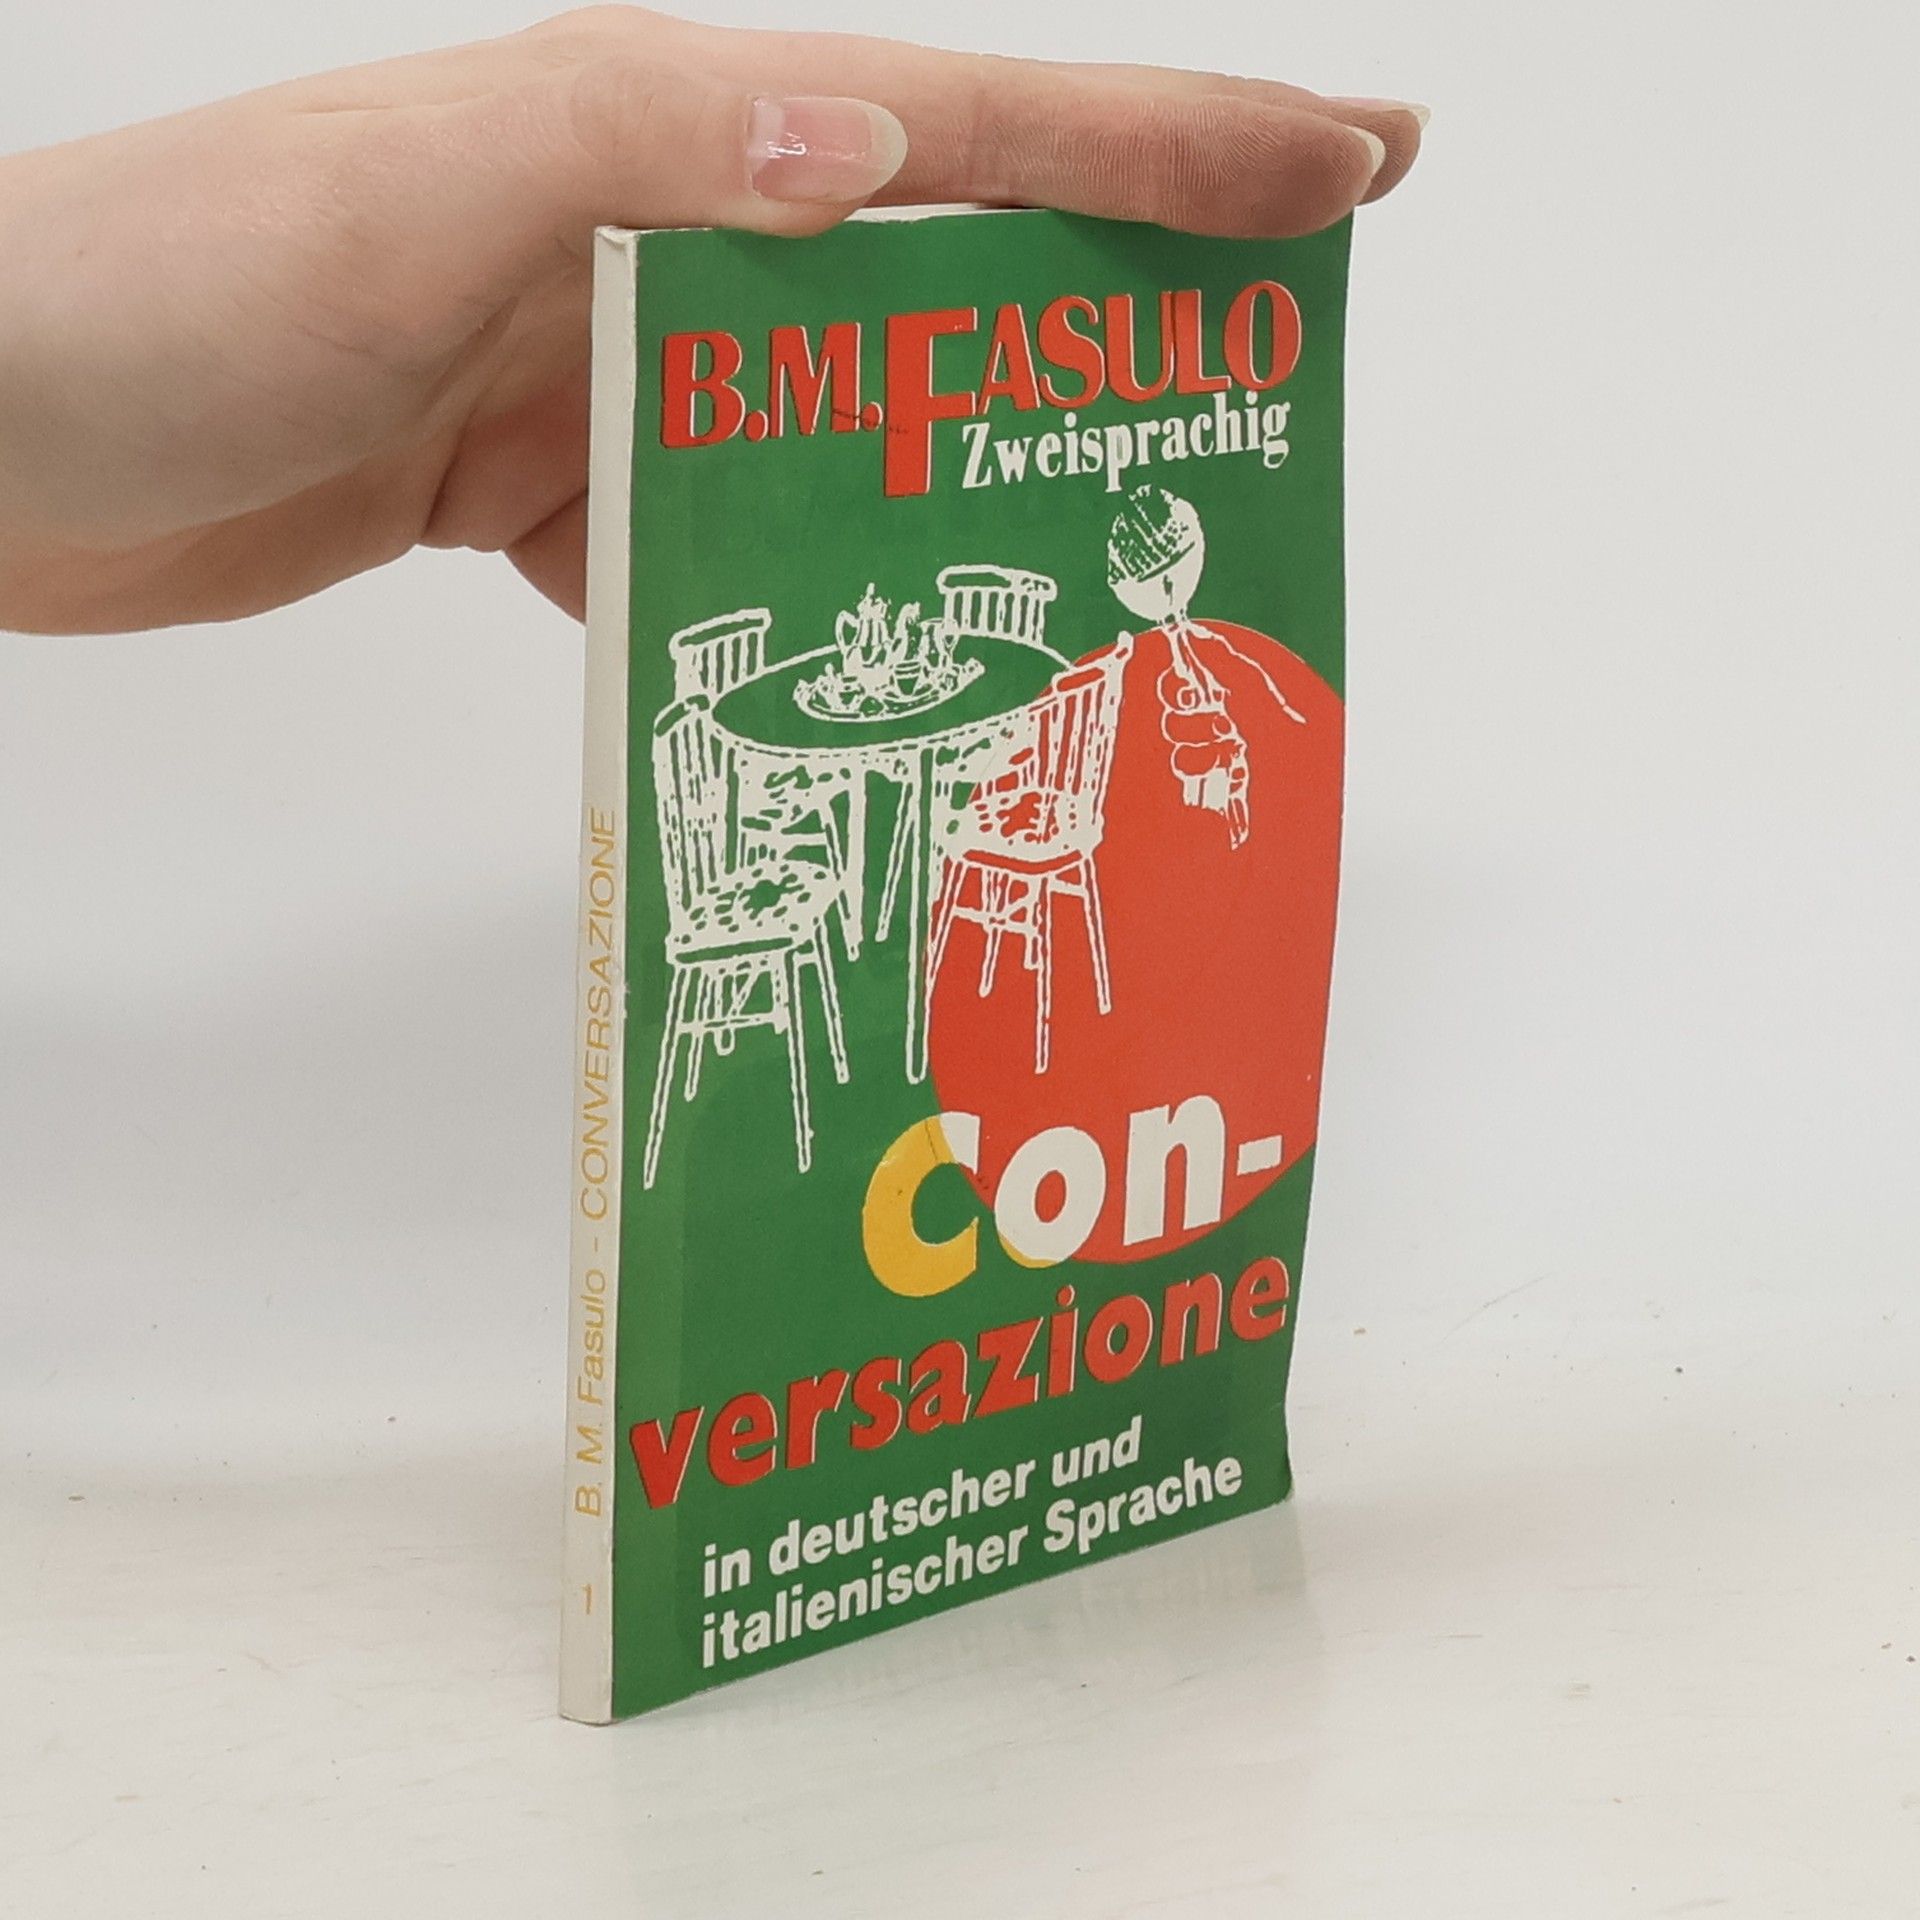 B.M.FASULO
Zweisprachig
con-
versazione
in deutscher und
italienischer Sprache
1 B. M. Fasulo - CONVERSAZIONE